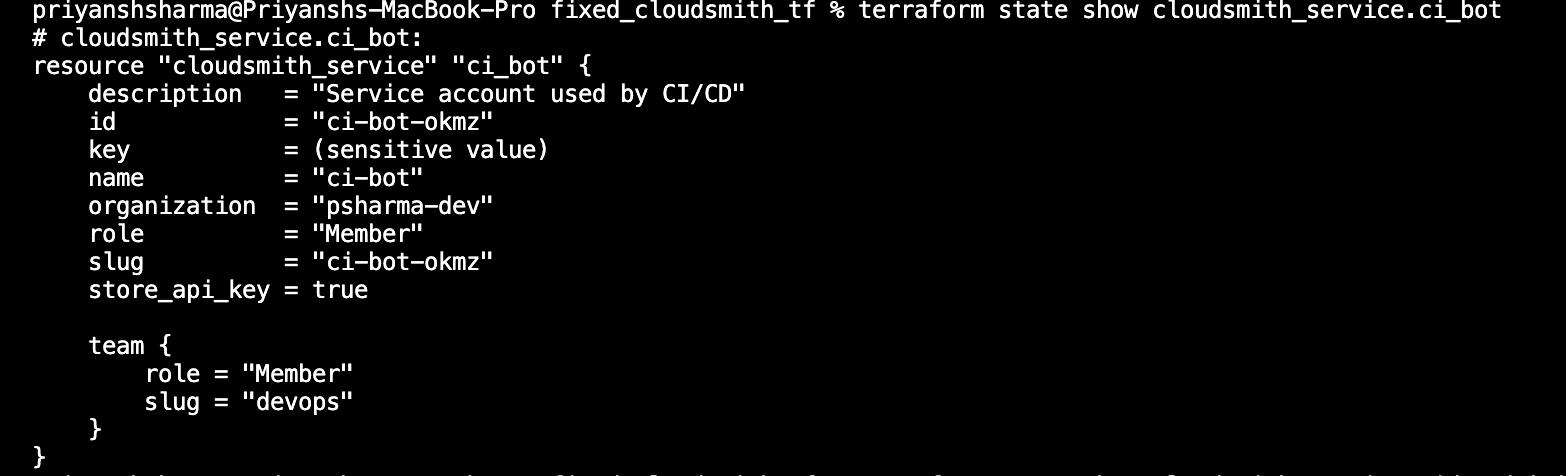 priyanshsharma@Priyanshs-MacBook-Pro fixed_cloudsmith_tf % terraform state show cloudsmith_service.ci_bot
# cloudsmith_service.ci_bot:
resource "cloudsmith_service" "ci_bot" {
    description   = "Service account used by CI/CD"
    id            = "ci-bot-okmz"
    key           = (sensitive value)
    name          = "ci-bot"
    organization  = "psharma-dev"
    role          = "Member"
    slug          = "ci-bot-okmz"
    store_api_key = true

    team {
        role = "Member"
        slug = "devops"
    }
}